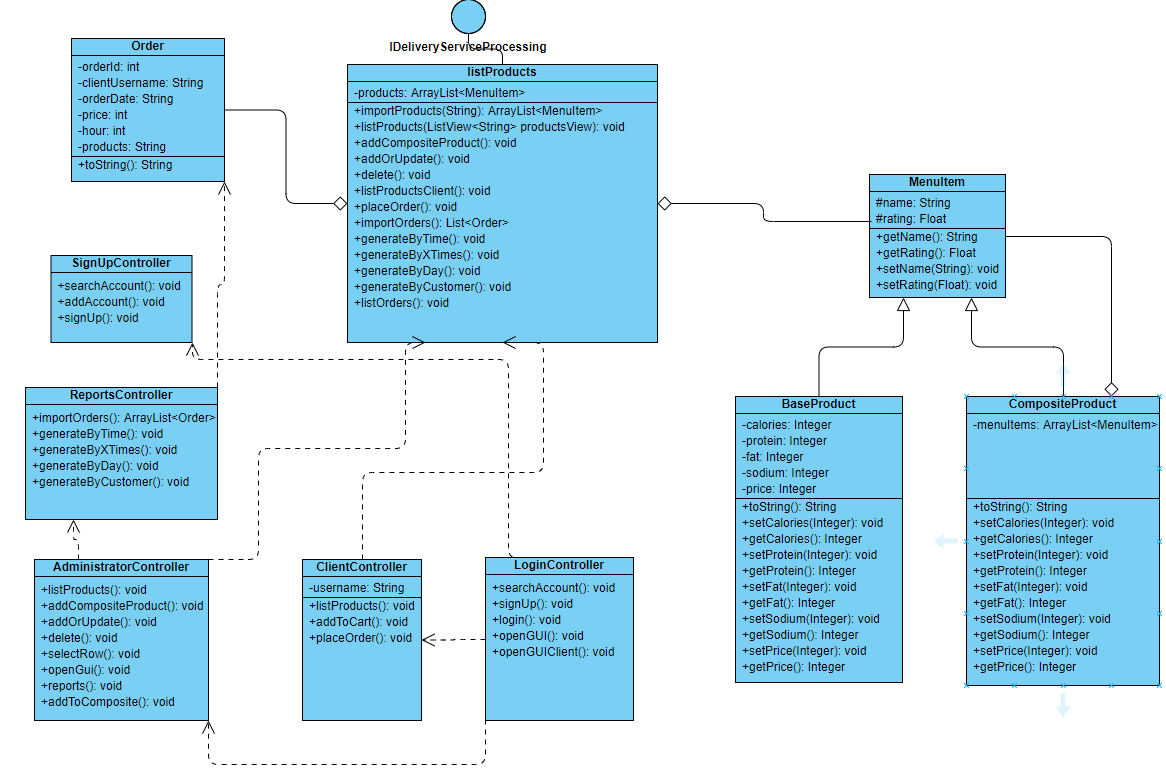 IDeliveryServiceProcessing
Order
-orderId: int
-clientUsername: String
-orderDate: String
-price: int
-hour: int
-products: String
+toString(): String
listProducts
-products: ArrayList<MenuItem>
+importProducts(String): ArrayList<MenuItem>
+listProducts(ListView<String> productsView): void
+addCompositeProduct(): void
+addOrUpdate(): void
+delete(): void
+listProductsClient(): void
+placeOrder(): void
+importOrders(): List<Order>
+generateByTime(): void
+generateByXTimes(): void
+generateByDay(): void
+generateByCustomer(): void
+listOrders(): void
MenuItem
#name: String
#rating: Float
+getName(): String
+getRating(): Float
+setName(String): void
+setRating(Float): void
SignUpController
+searchAccount(): void
+addAccount(): void
+signUp(): void
ReportsController
+importOrders(): ArrayList<Order>
+generateByTime(): void
+generateByXTimes(): void
+generateByDay(): void
+generateByCustomer(): void
BaseProduct
-calories: Integer
-protein: Integer
-fat: Integer
-sodium: Integer
-price: Integer
+toString(): String
+setCalories(Integer): void
+getCalories(): Integer
+setProtein(Integer): void
+getProtein(): Integer
+setFat(Integer): void
+getFat(): Integer
+setSodium(Integer): void
+getSodium(): Integer
+setPrice(Integer): void
+getPrice(): Integer
CompositeProduct
-menuItems: ArrayList<MenuItem>
+toString(): String
+setCalories(Integer): void
+getCalories(): Integer
+setProtein(Integer): void
+getProtein(): Integer
+setFat(Integer): void
+getFat(): Integer
+setSodium(Integer): void
+getSodium(): Integer
+setPrice(Integer): void
+getPrice(): Integer
AdministratorController
+listProducts(): void
+addCompositeProduct(): void
+addOrUpdate(): void
+delete(): void
+selectRow(): void
+openGui(): void
+reports(): void
+addToComposite(): void
ClientController
-username: String
+listProducts(): void
+addToCart(): void
+placeOrder(): void
LoginController
+searchAccount(): void
+signUp(): void
+login(): void
+openGUI(): void
+openGUIClient(): void